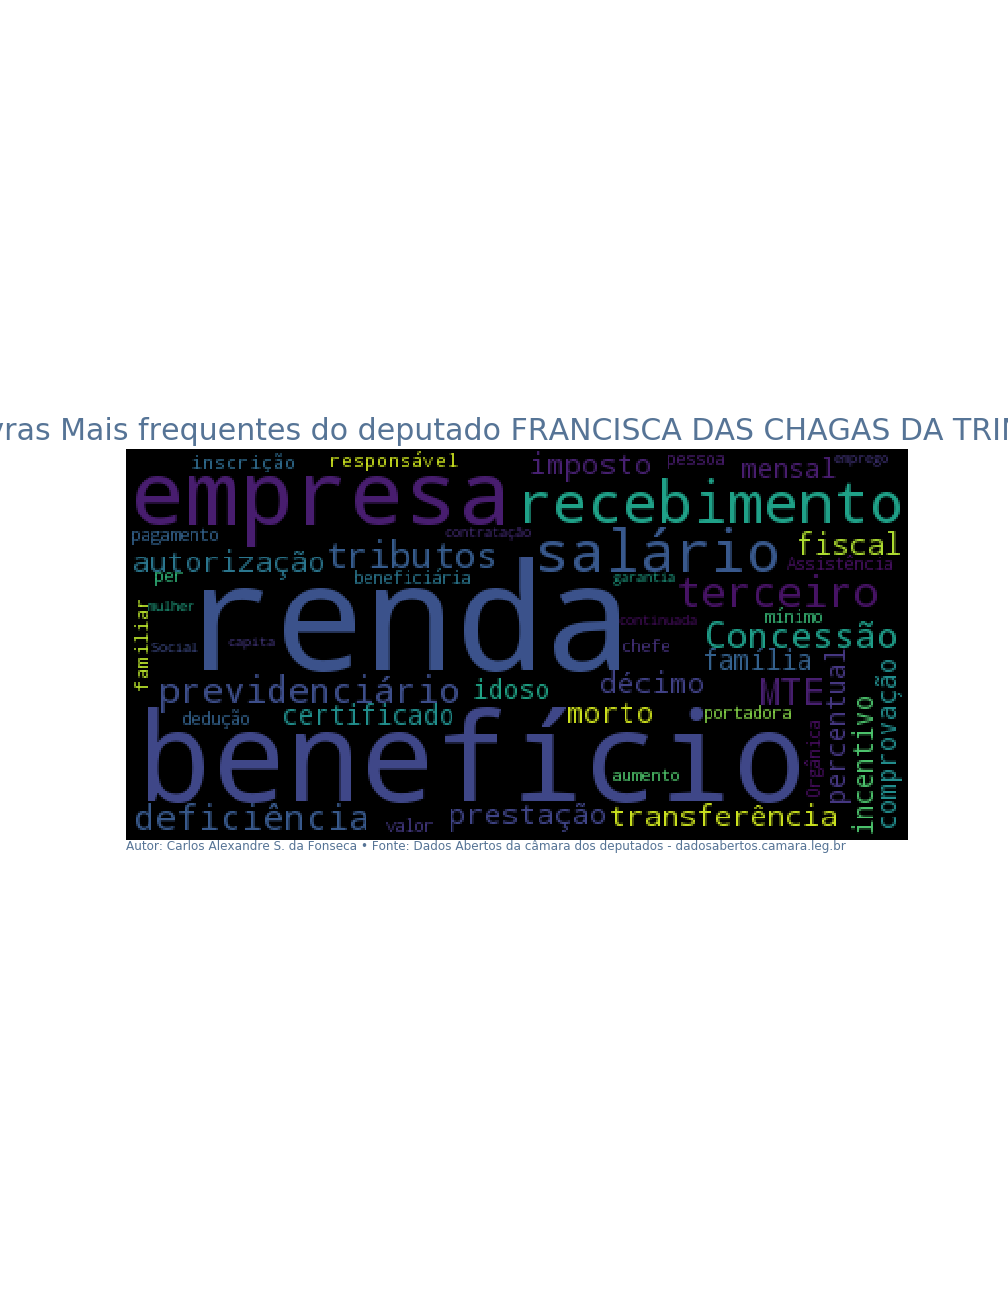 vras Mais frequentes do deputado FRANCISCA DAS CHAGAS DA TRIN
inscrição
responsável
imposto
pessoa
mensal
emprego
empresa
recebimento
pagamento
contratação
autorização
tributos
salário
fiscal
per
beneficiária
garantia
Assistência
mulher
renda
terceiro
familiar
continuada
mínimo
Social
capita
chefe
Concessão
família
previdenciário
idoso
décimo
MTE
percentual
comprovação
dedução
certificado
morto
portadora
benefício
Orgânica
incentivo
aumento
deficiência
valor
prestação
transferência
Autor: Carlos Alexandre S. da Fonseca • Fonte: Dados Abertos da câmara dos deputados - dadosabertos.camara.leg.br